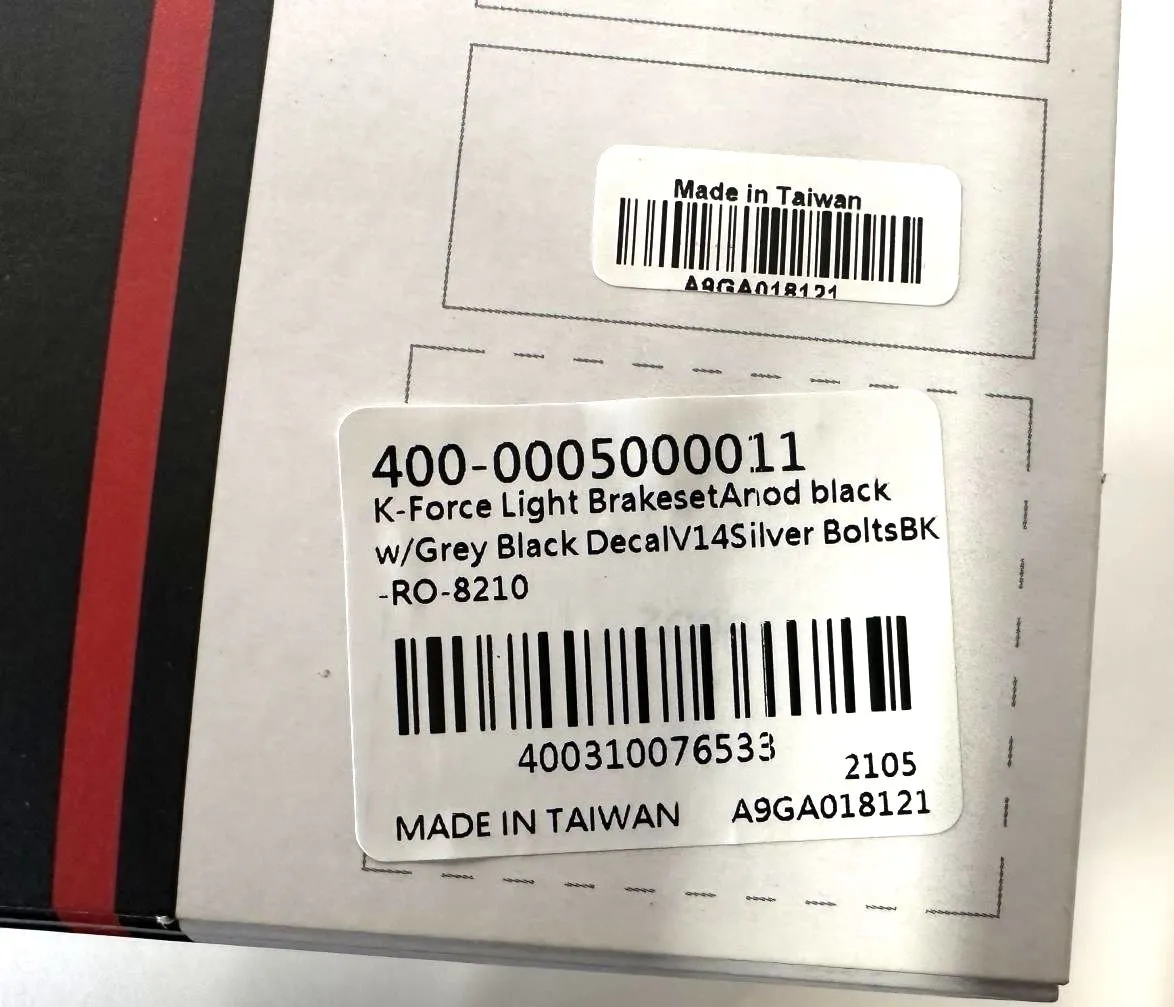 Made in Taiwan
A9GA018121
400-0005000011
K-Force Light BrakesetAnod black
w/Grey Black DecalV14Silver BoltsBK
-RO-8210
400310076533
2105
MADE IN TAIWAN A9GA018121